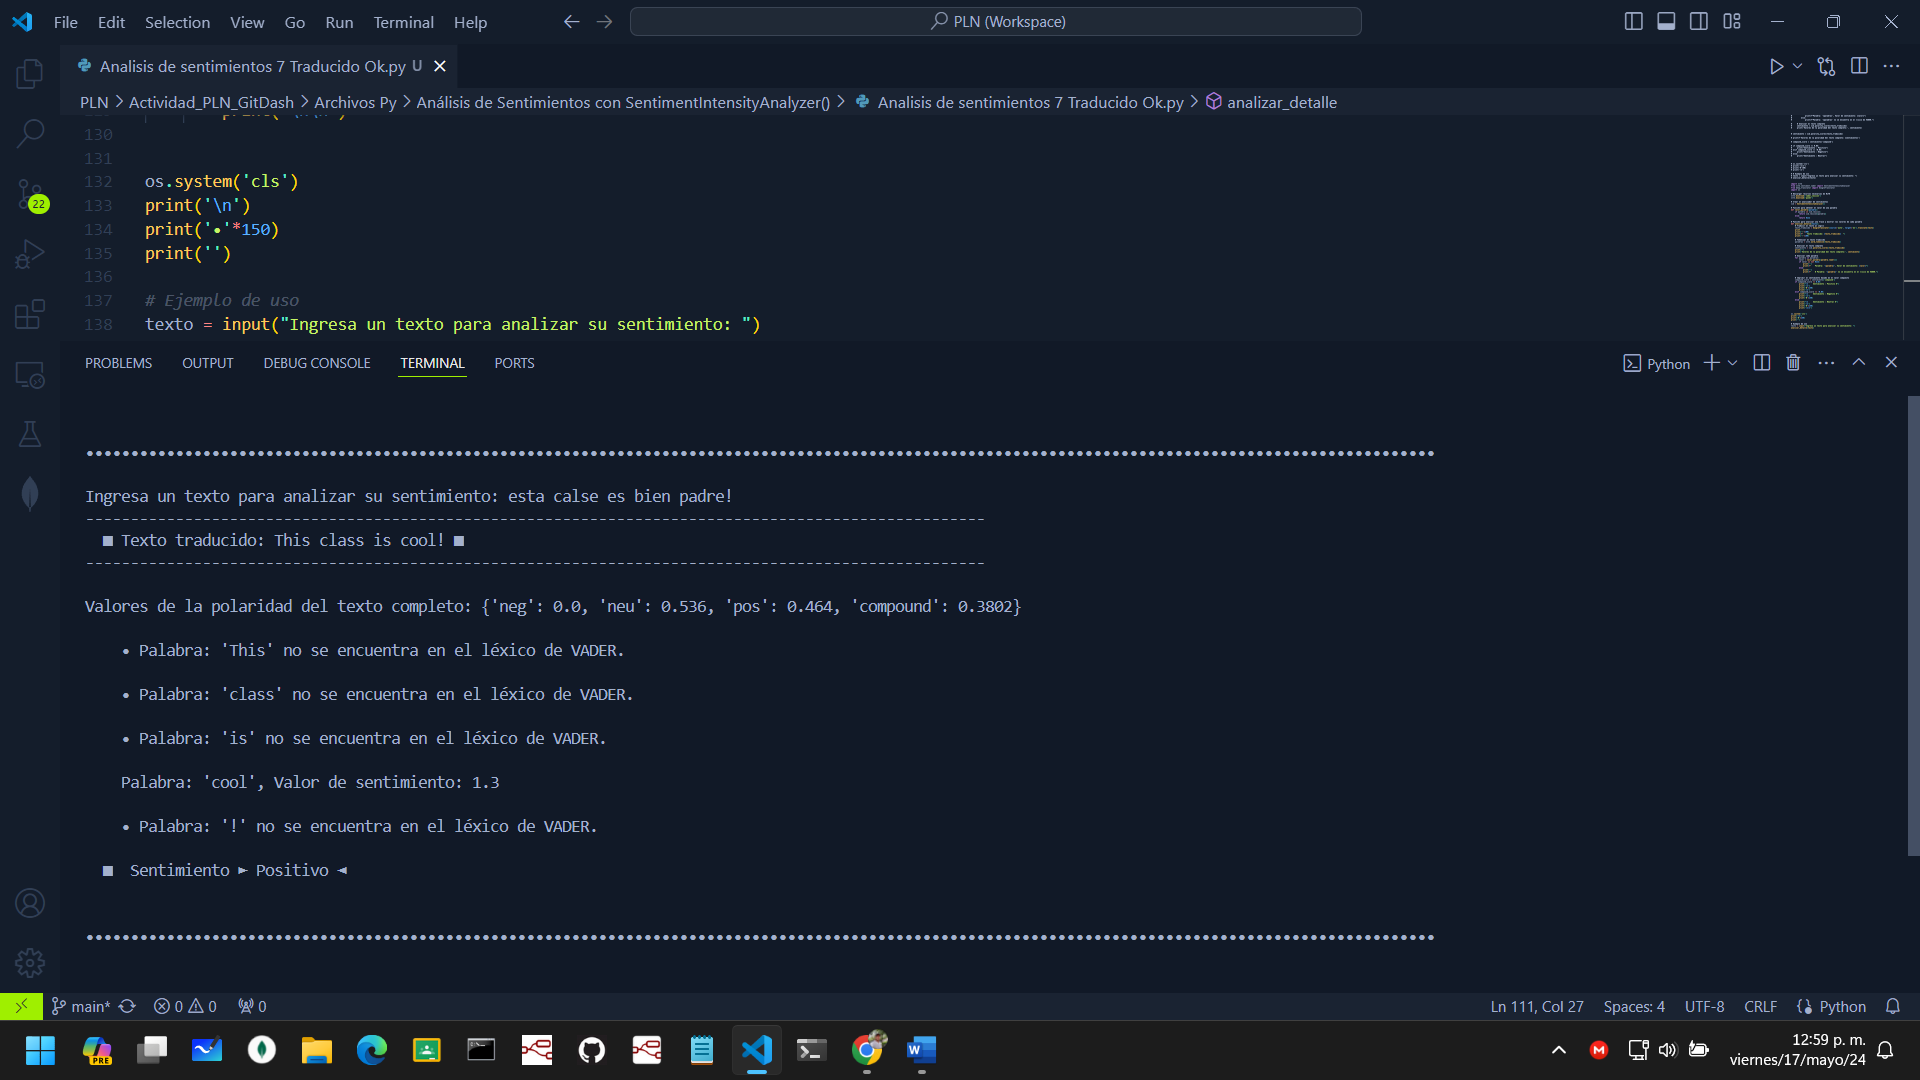 File Edit Selection View Go Run Terminal Help
PLN (Workspace)
Analisis de sentimientos 7 Traducido Ok.py U
PLN > Actividad_PLN_GitDash > Archivos Py > Análisis de Sentimientos con SentimentIntensityAnalyzer() > Analisis de sentimientos 7 Traducido Ok.py > analizar_detalle
130
131
132 os.system('cls')
133 print('\n')
134 print('•'*150)
135 print('')
136
137 # Ejemplo de uso
138 texto = input("Ingresa un texto para analizar su sentimiento: ")
22
PROBLEMS OUTPUT DEBUG CONSOLE TERMINAL PORTS
Python
Ingresa un texto para analizar su sentimiento: esta calse es bien padre!
■ Texto traducido: This class is cool! ■
Valores de la polaridad del texto completo: {'neg': 0.0, 'neu': 0.536, 'pos': 0.464, 'compound': 0.3802}
• Palabra: 'This' no se encuentra en el léxico de VADER.
• Palabra: 'class' no se encuentra en el léxico de VADER.
• Palabra: 'is' no se encuentra en el léxico de VADER.
Palabra: 'cool', Valor de sentimiento: 1.3
• Palabra: '!' no se encuentra en el léxico de VADER.
■ Sentimiento ► Positivo ◄
main* 0 0 0
Ln 111, Col 27 Spaces: 4 UTF-8 CRLF Python
PRE
12:59 p. m.
viernes/17/mayo/24